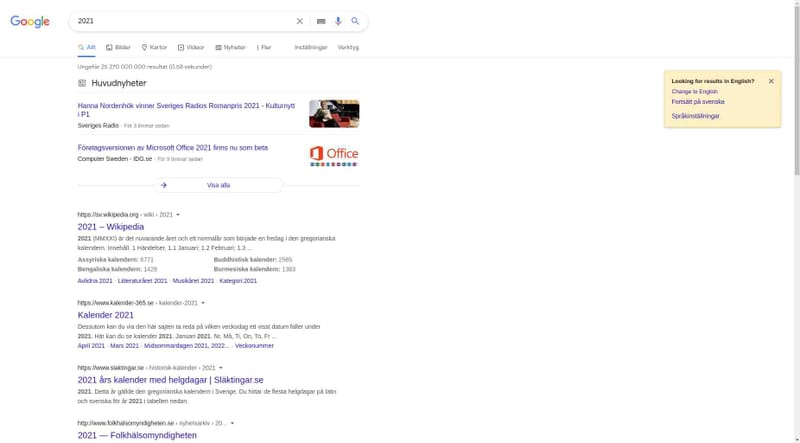 Google
2021
Allt Bilder Kartor Videor Nyheter Fler Inställningar Verktyg
Ungefär 25 270 000 000 resultat (0,58 sekunder)
Huvudnyheter
Hanna Nordenhök vinner Sveriges Radios Romanpris 2021 - Kulturnytt
i P1
Sveriges Radio · För 3 timmar sedan
Företagsversionen av Microsoft Office 2021 finns nu som beta
Computer Sweden - IDG.se · För 5 timmar sedan
Office
Visa alla
https://sv.wikipedia.org › wiki › 2021
2021 – Wikipedia
2021 (MMXXI) är det nuvarande året och ett normalår som började en fredag i den gregorianska
kalendern. Innehåll. 1 Händelser. 1.1 Januari; 1.2 Februari; 1.3 ...
Assyriska kalendern: 6771 Buddhistisk kalender: 2565
Bengaliska kalendern: 1428 Burmesiska kalendern: 1383
Avlidna 2021 · Litteraturåret 2021 · Musikåret 2021 · Kategori 2021
https://www.kalender-365.se › kalender-2021
Kalender 2021
Dessutom kan du via den här sajten ta reda på vilken veckodag ett visst datum faller under
2021. Här kan du se kalender 2021. Januari 2021. Nr, Må, Ti, On, To, Fr ...
April 2021 · Mars 2021 · Midsommardagen 2021, 2022... · Veckonummer
https://www.slaktingar.se › historisk-kalender › 2021
2021 års kalender med helgdagar | Släktingar.se
2021. Detta år gällde den gregorianska kalendern i Sverige. Du hittar de flesta helgdagar på latin
och svenska för år 2021 i tabellen nedan.
http://www.folkhalsomyndigheten.se › nyhetsarkiv › 20...
2021 — Folkhälsomyndigheten
Looking for results in English?
Change to English
Fortsätt på svenska
Språkinställningar